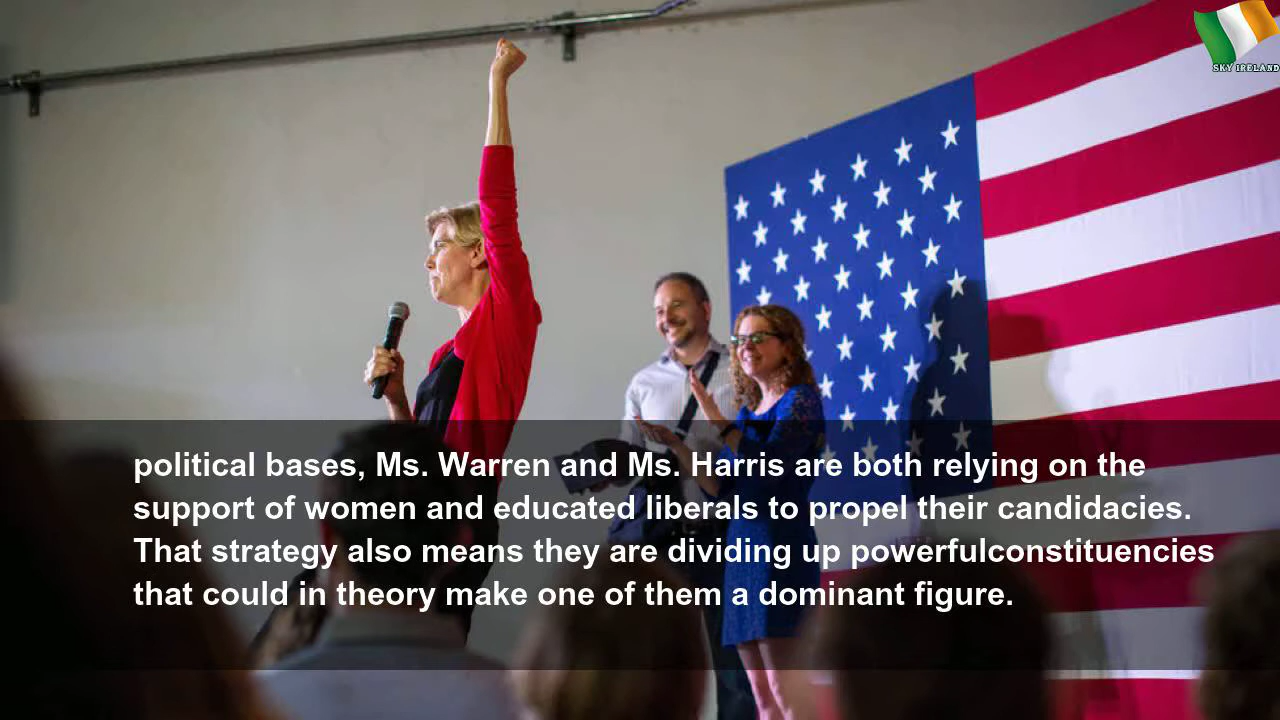 SKY IRELAND
political bases, Ms. Warren and Ms. Harris are both relying on the
support of women and educated liberals to propel their candidacies.
That strategy also means they are dividing up powerfulconstituencies
that could in theory make one of them a dominant figure.